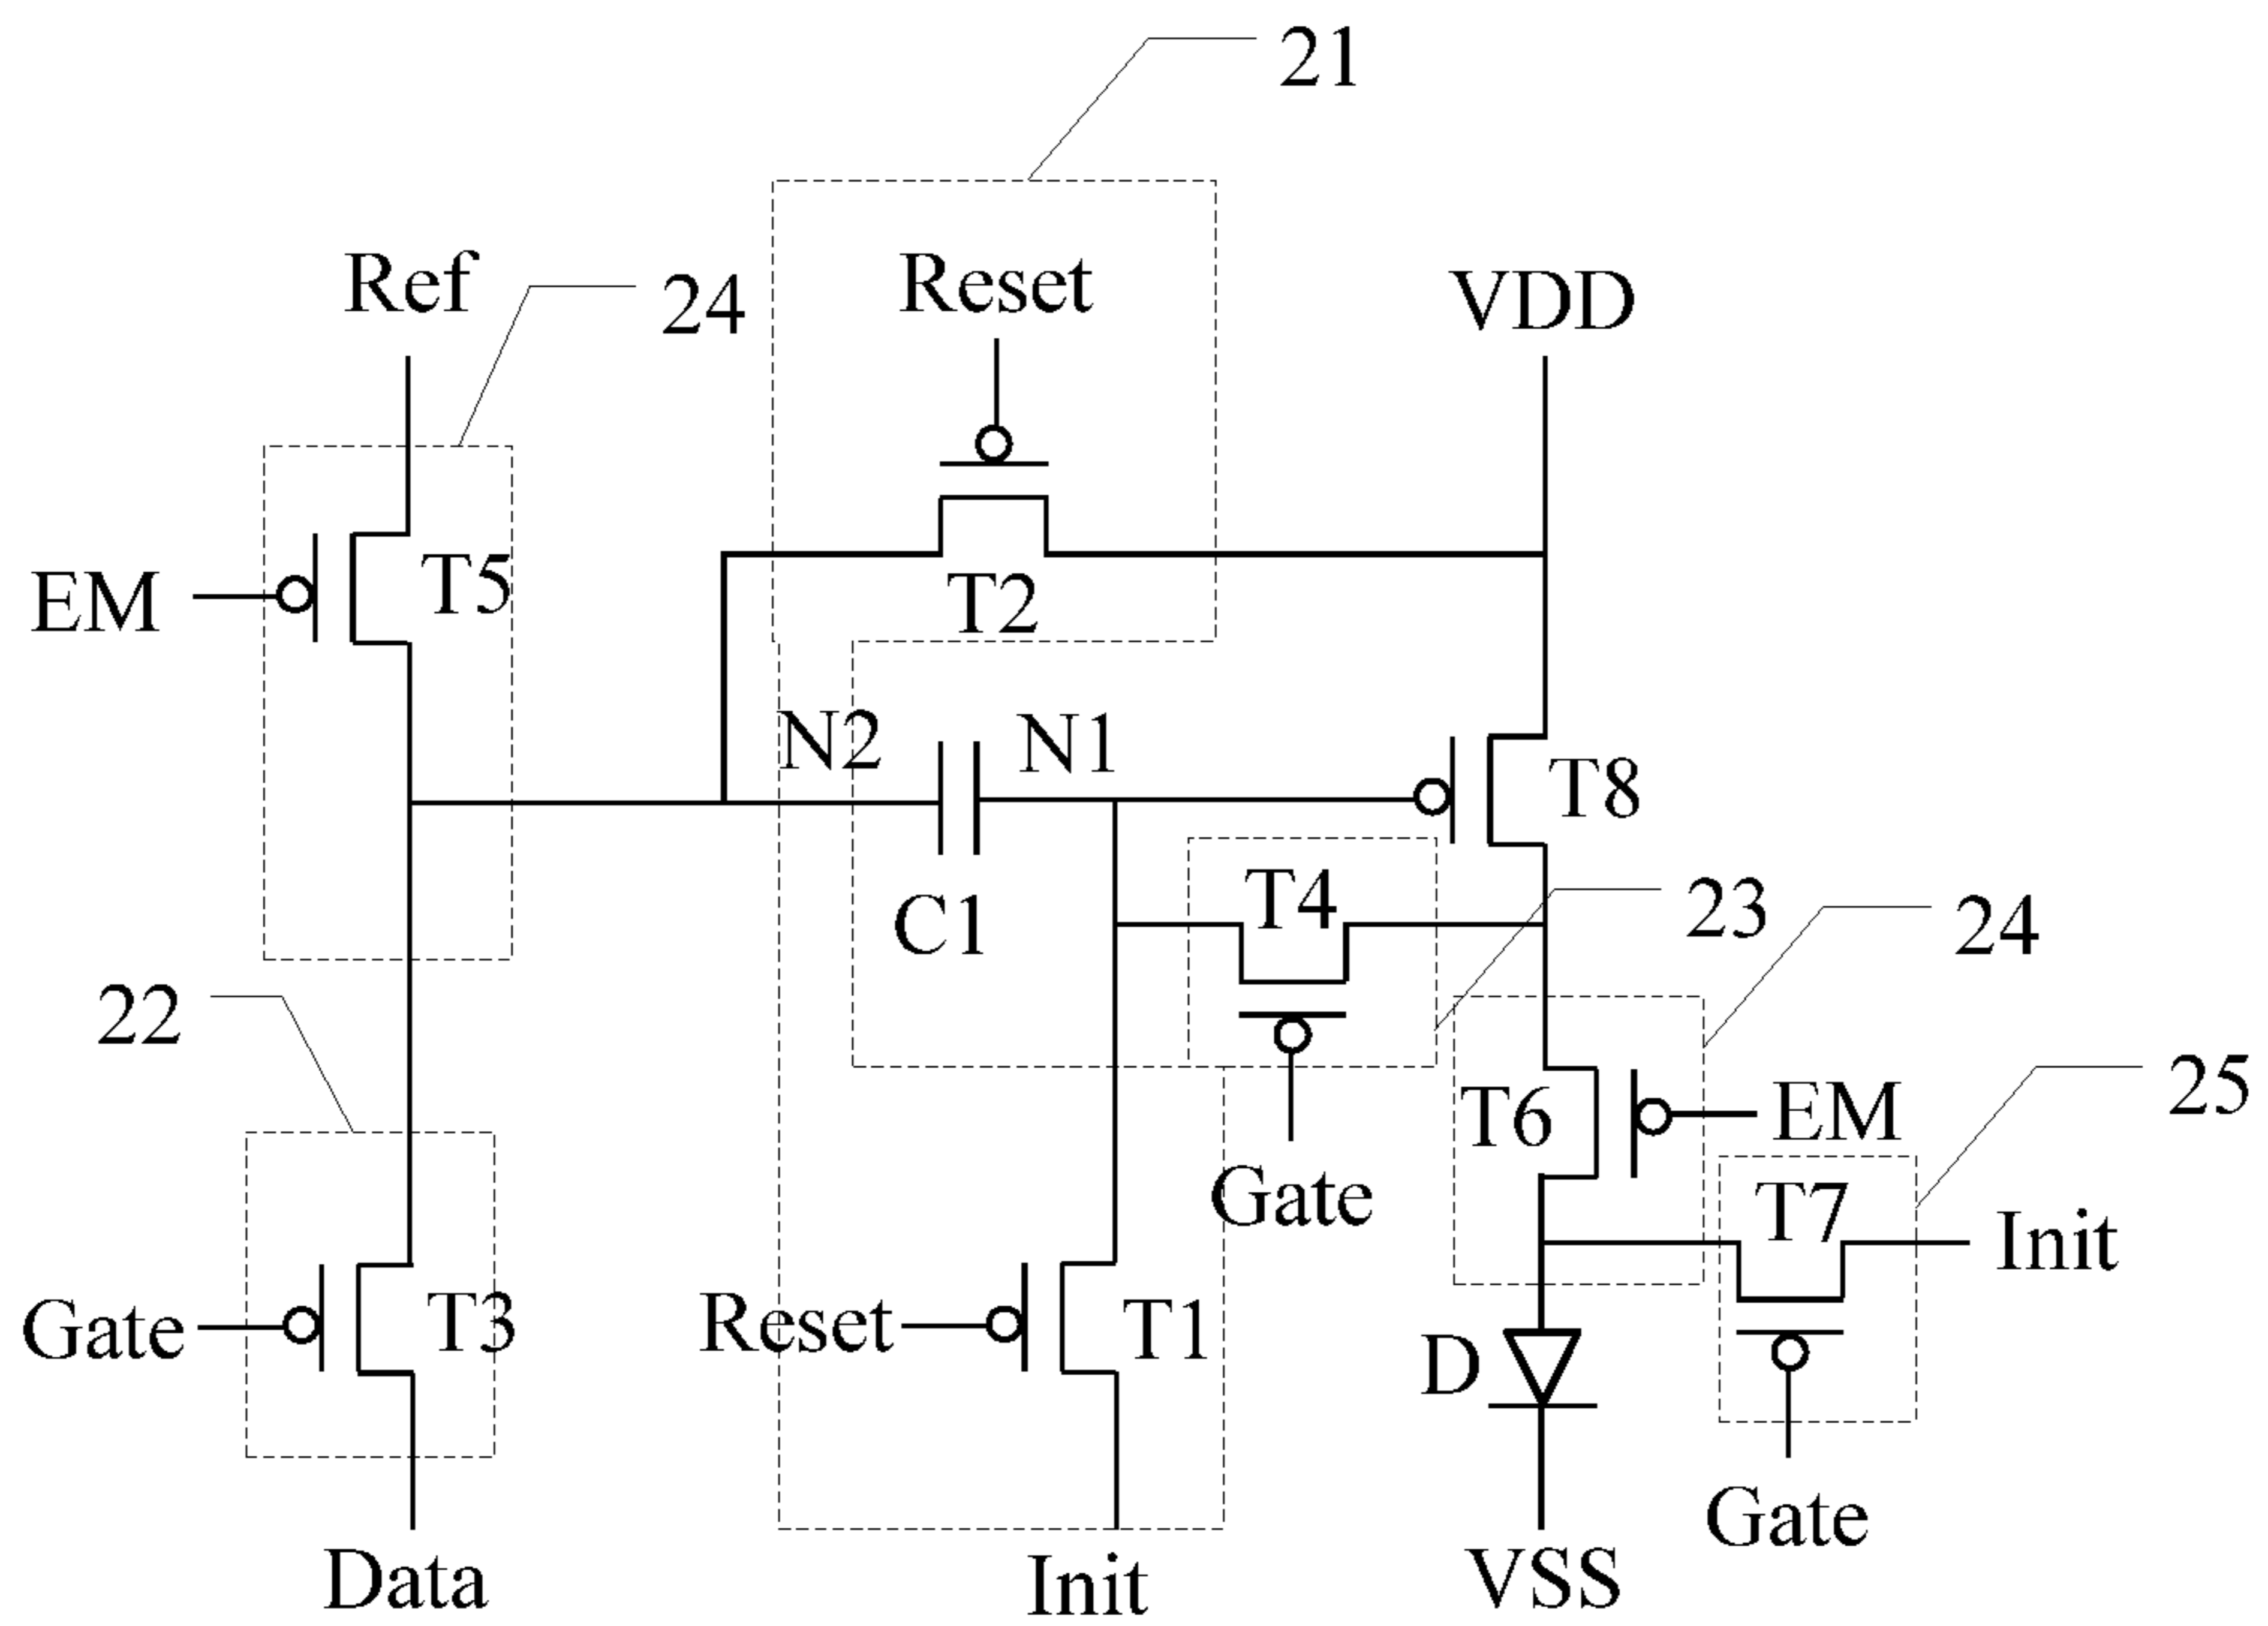 21
Ref
24
Reset
VDD
EM
T5
T2
N2
N1
T8
C1
T4
23
24
22
T6
EM
25
Gate
T7
Init
Gate
T3
Reset
T1
D
Gate
Data
Init
VSS